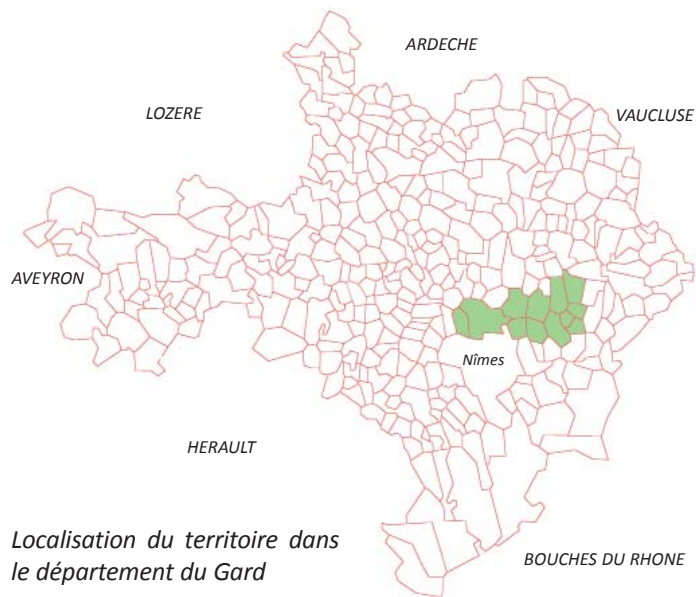 ARDECHE
LOZERE
VAUCLUSE
AVEYRON
Nîmes
HERAULT
Localisation du territoire dans
le département du Gard
BOUCHES DU RHONE